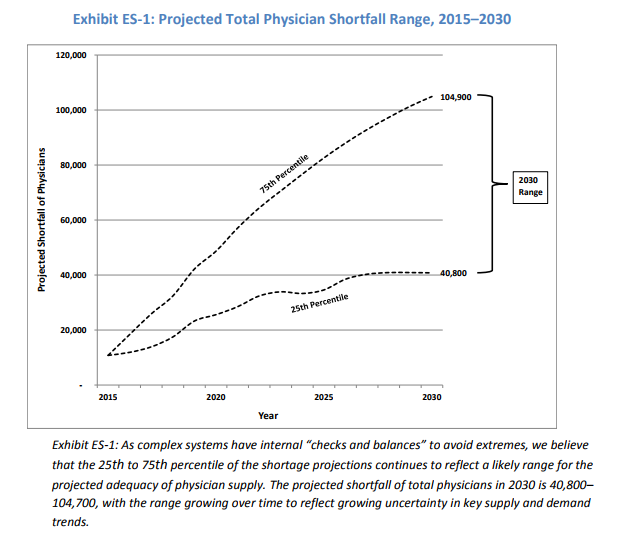 Exhibit ES-1: Projected Total Physician Shortfall Range, 2015–2030
120,000
100,000
80,000
60,000
40,000
20,000
-
Projected Shortfall of Physicians
75th Percentile
25th Percentile
104,900
40,800
2030
Range
2015
2020
2025
2030
Year
Exhibit ES-1: As complex systems have internal “checks and balances” to avoid extremes, we believe
that the 25th to 75th percentile of the shortage projections continues to reflect a likely range for the
projected adequacy of physician supply. The projected shortfall of total physicians in 2030 is 40,800–
104,700, with the range growing over time to reflect growing uncertainty in key supply and demand
trends.